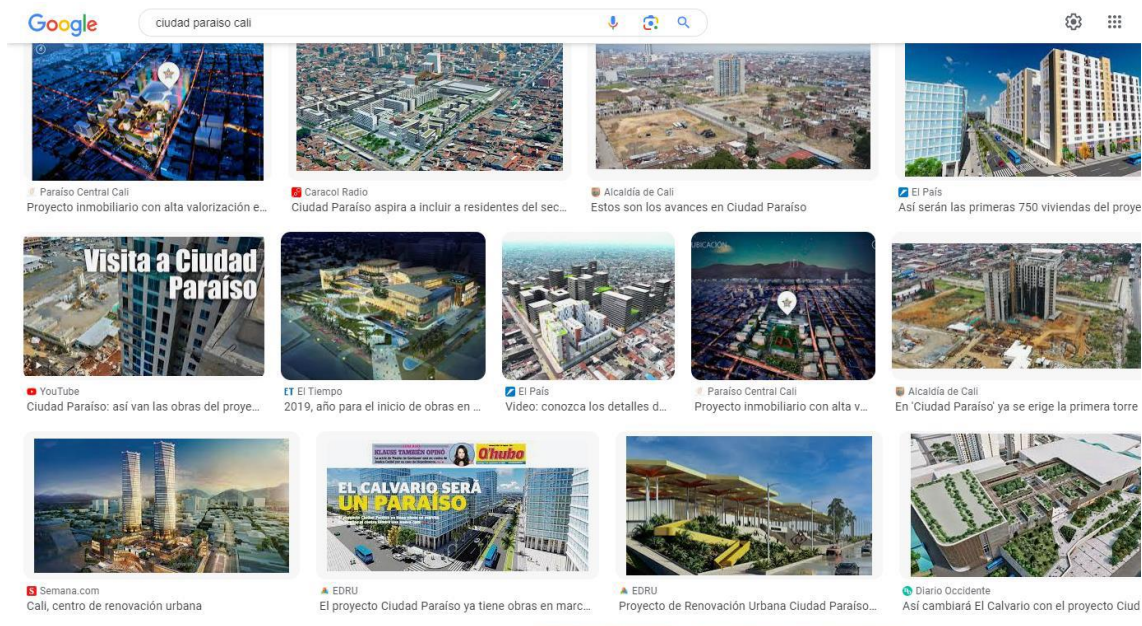 Google
ciudad paraiso cali
Paraíso Central Cali
Proyecto inmobiliario con alta valorización e...
Caracol Radio
Ciudad Paraíso aspira a incluir a residentes del sec...
Alcaldía de Cali
Estos son los avances en Ciudad Paraíso
El País
Así serán las primeras 750 viviendas del proye
Visita a Ciudad
Paraíso
UBICACIÓN
YouTube
Ciudad Paraíso: así van las obras del proye...
ET El Tiempo
2019, año para el inicio de obras en ...
El País
Video: conozca los detalles d...
Paraíso Central Cali
Proyecto inmobiliario con alta v...
Alcaldía de Cali
En 'Ciudad Paraíso' ya se erige la primera torre
KLAUSS TAMBIÉN OPINÓ
Q'hubo
EL CALVARIO SERÁ
UN PARAÍSO
Semana.com
Cali, centro de renovación urbana
EDRU
El proyecto Ciudad Paraíso ya tiene obras en marc...
EDRU
Proyecto de Renovación Urbana Ciudad Paraíso...
Diario Occidente
Así cambiará El Calvario con el proyecto Ciud